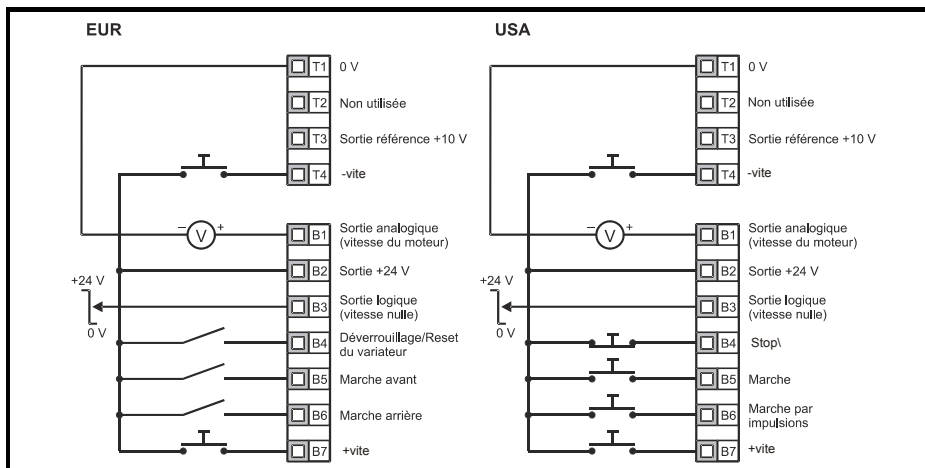 EUR
T1 0 V
T2 Non utilisée
T3 Sortie référence +10 V
T4 -vite
– V +
B1 Sortie analogique
(vitesse du moteur)
B2 Sortie +24 V
+24 V
B3 Sortie logique
(vitesse nulle)
0 V
B4 Déverrouillage/Reset
du variateur
B5 Marche avant
B6 Marche arrière
B7 +vite
USA
T1 0 V
T2 Non utilisée
T3 Sortie référence +10 V
T4 -vite
– V +
B1 Sortie analogique
(vitesse du moteur)
B2 Sortie +24 V
+24 V
B3 Sortie logique
(vitesse nulle)
0 V
B4 Stop\
B5 Marche
B6 Marche par
impulsions
B7 +vite